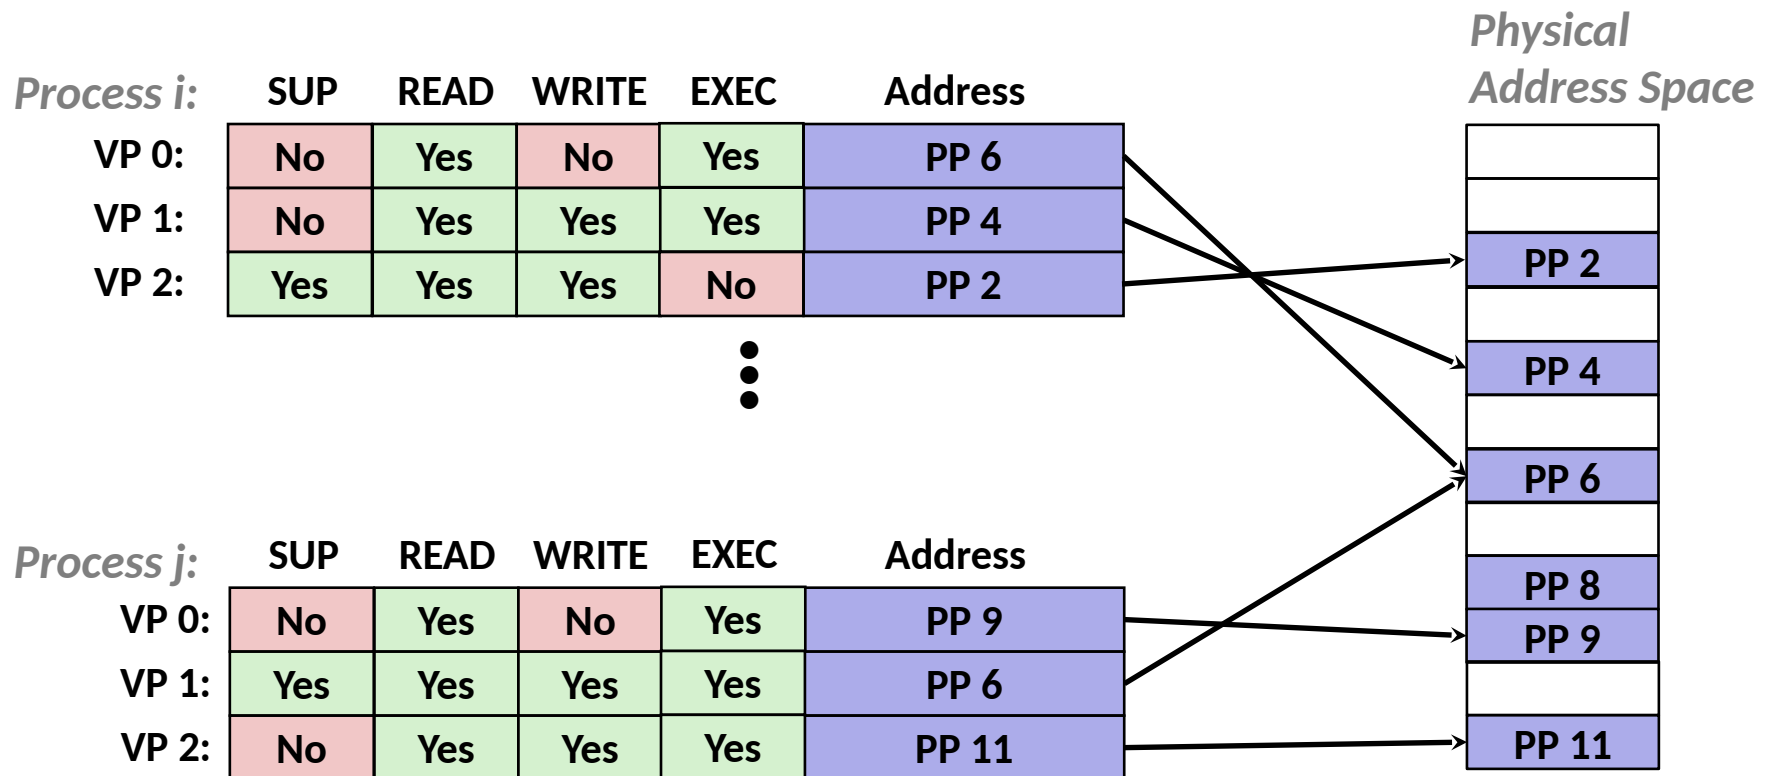 Physical
Address Space
Process i: SUP READ WRITE EXEC Address
VP 0: No Yes No Yes PP 6
VP 1: No Yes Yes Yes PP 4
VP 2: Yes Yes Yes No PP 2
PP 2
PP 4
PP 6
PP 8
PP 9
PP 11
Process j: SUP READ WRITE EXEC Address
VP 0: No Yes No Yes PP 9
VP 1: Yes Yes Yes Yes PP 6
VP 2: No Yes Yes Yes PP 11